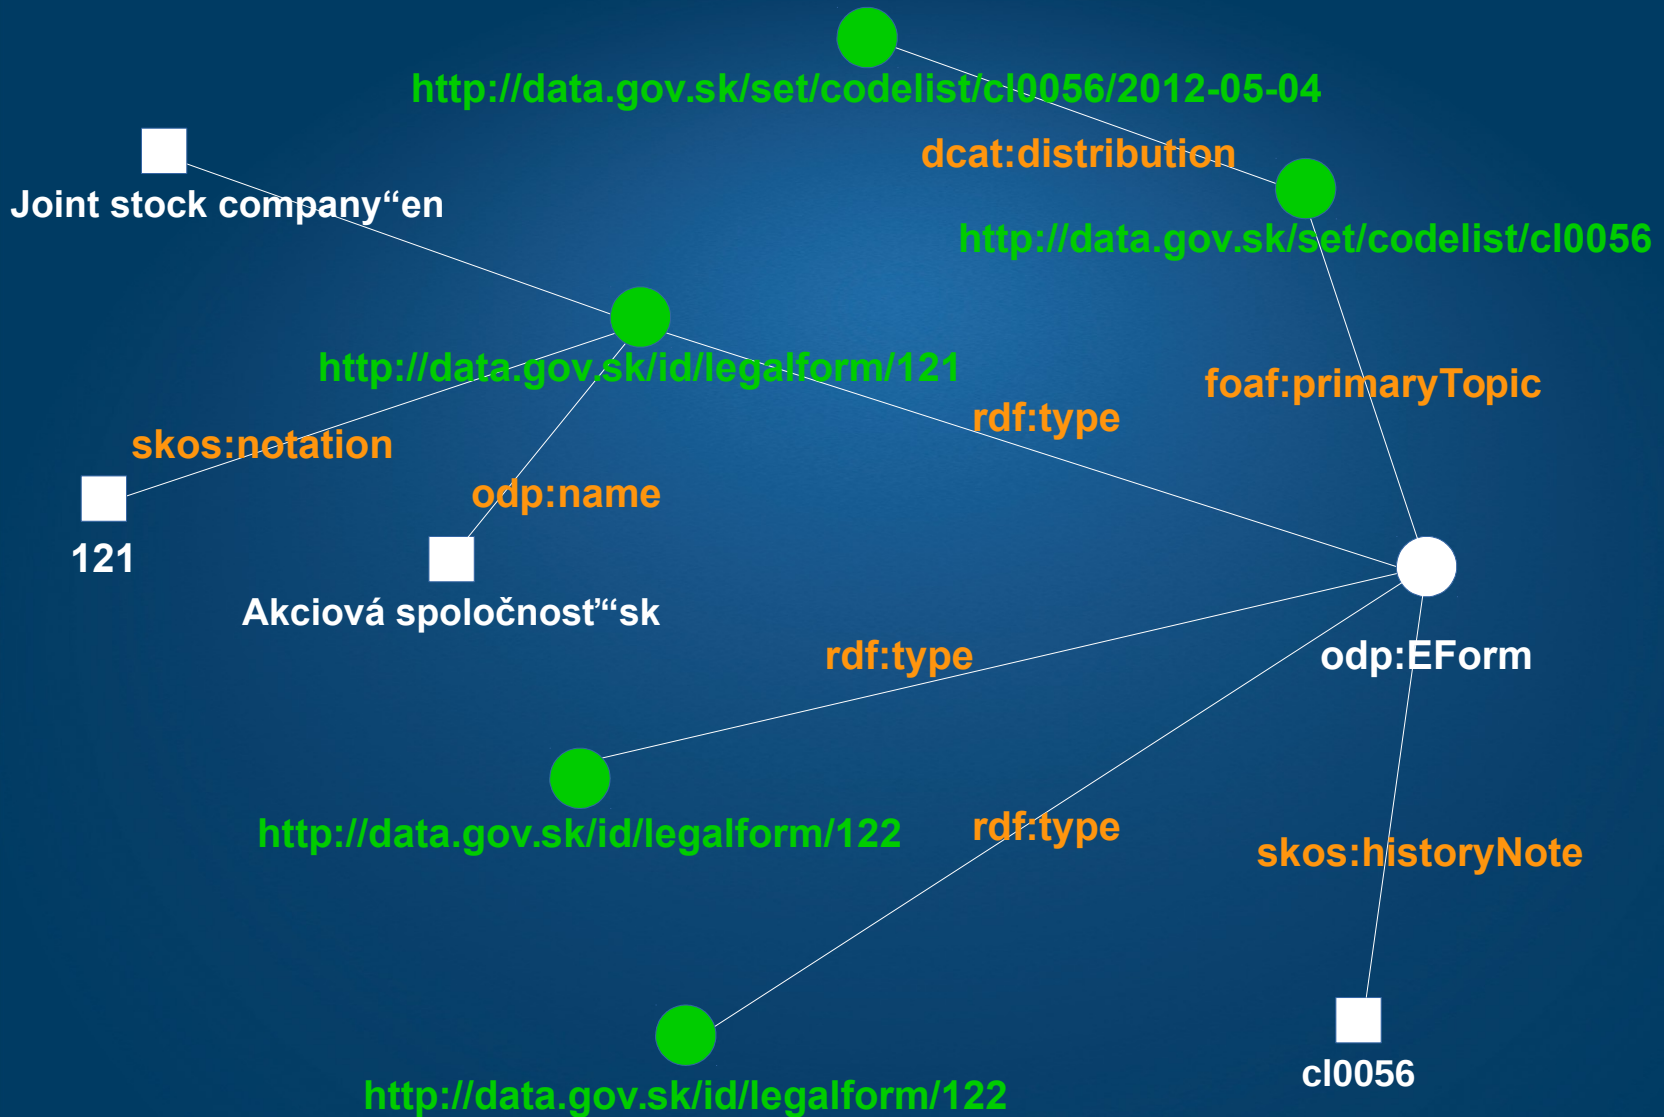 http://data.gov.sk/set/codelist/cl0056/2012-05-04
dcat:distribution
Joint stock company“en
http://data.gov.sk/set/codelist/cl0056
http://data.gov.sk/id/legalform/121
foaf:primaryTopic
rdf:type
skos:notation
odp:name
121
Akciová spoločnosť“sk
rdf:type
odp:EForm
http://data.gov.sk/id/legalform/122
rdf:type
skos:historyNote
cl0056
http://data.gov.sk/id/legalform/122